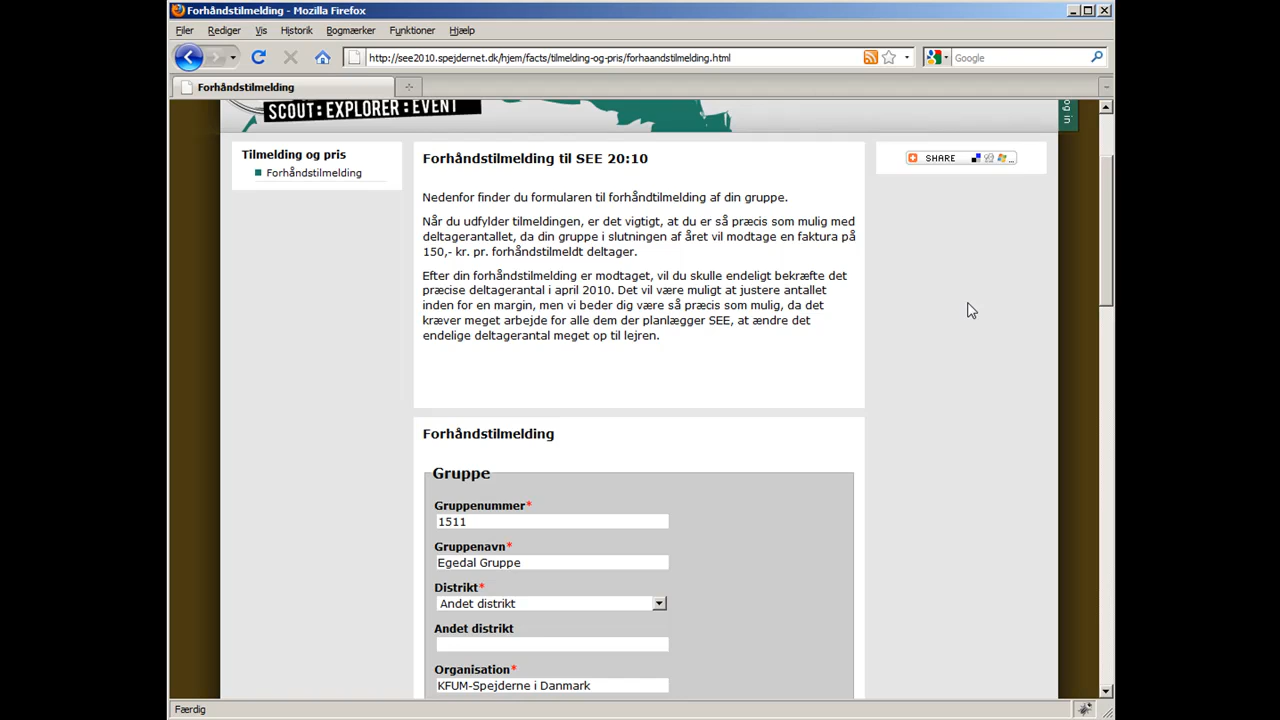 Forhåndstilmelding - Mozilla Firefox
Filer Rediger Vis Historik Bogmærker Funktioner Hjælp
http://see2010.spejdernet.dk/hjem/facts/tilmelding-og-pris/forhaandstilmelding.html
Google
Forhåndstilmelding
SCOUT:EXPLORER:EVENT
og in
Tilmelding og pris
Forhåndstilmelding
Forhåndstilmelding til SEE 20:10
Nedenfor finder du formularen til forhåndtilmelding af din gruppe.
Når du udfylder tilmeldingen, er det vigtigt, at du er så præcis som mulig med
deltagerantallet, da din gruppe i slutningen af året vil modtage en faktura på
150,- kr. pr. forhåndstilmeldt deltager.
Efter din forhåndstilmelding er modtaget, vil du skulle endeligt bekræfte det
præcise deltagerantal i april 2010. Det vil være muligt at justere antallet
inden for en margin, men vi beder dig være så præcis som mulig, da det
kræver meget arbejde for alle dem der planlægger SEE, at ændre det
endelige deltagerantal meget op til lejren.
SHARE ...
Forhåndstilmelding
Gruppe
Gruppenummer*
1511
Gruppenavn*
Egedal Gruppe
Distrikt*
Andet distrikt
Andet distrikt
Organisation*
KFUM-Spejderne i Danmark
Færdig